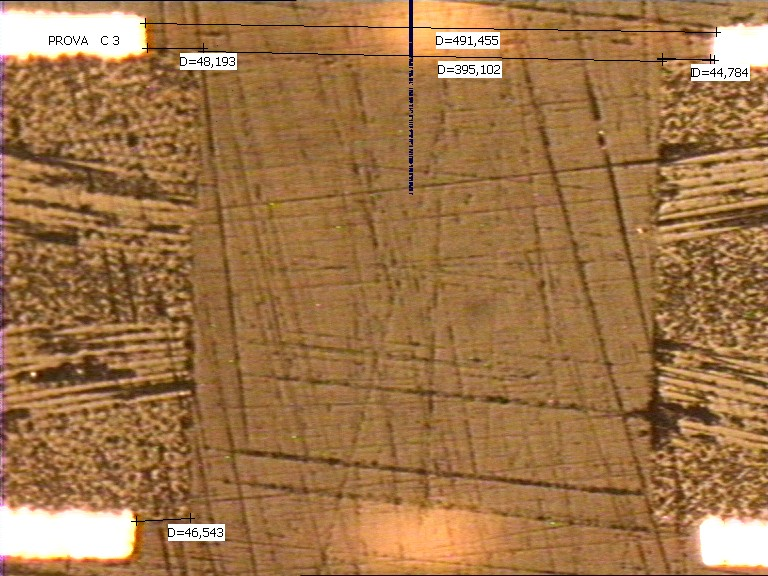 PROVA C 3
D=491,455
D=48,193
D=395,102
D=44,784
D=46,543